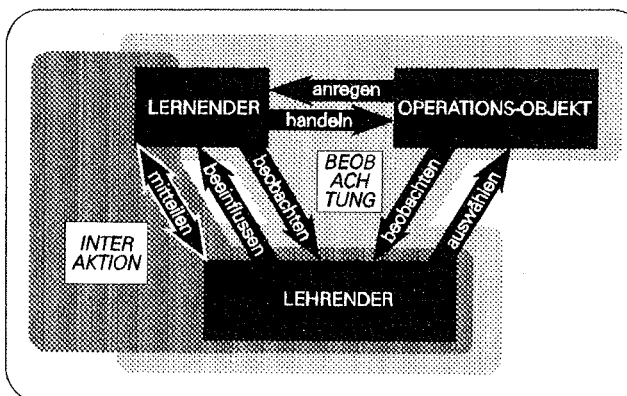 anregen
LERNENDER
OPERATIONS-OBJEKT
handeln
mitteilen
beeinflussen
beobachten
BEOB
ACH
TUNG
beobachten
auswählen
INTER
AKTION
LEHRENDER